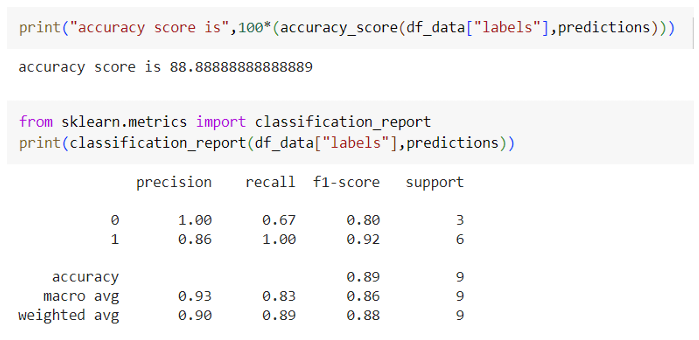 print("accuracy score is",100*(accuracy_score(df_data["labels"],predictions)))
accuracy score is 88.88888888888889
from sklearn.metrics import classification_report
print(classification_report(df_data["labels"],predictions))
precision recall f1-score support
0 1.00 0.67 0.80 3
1 0.86 1.00 0.92 6
accuracy 0.89 9
macro avg 0.93 0.83 0.86 9
weighted avg 0.90 0.89 0.88 9